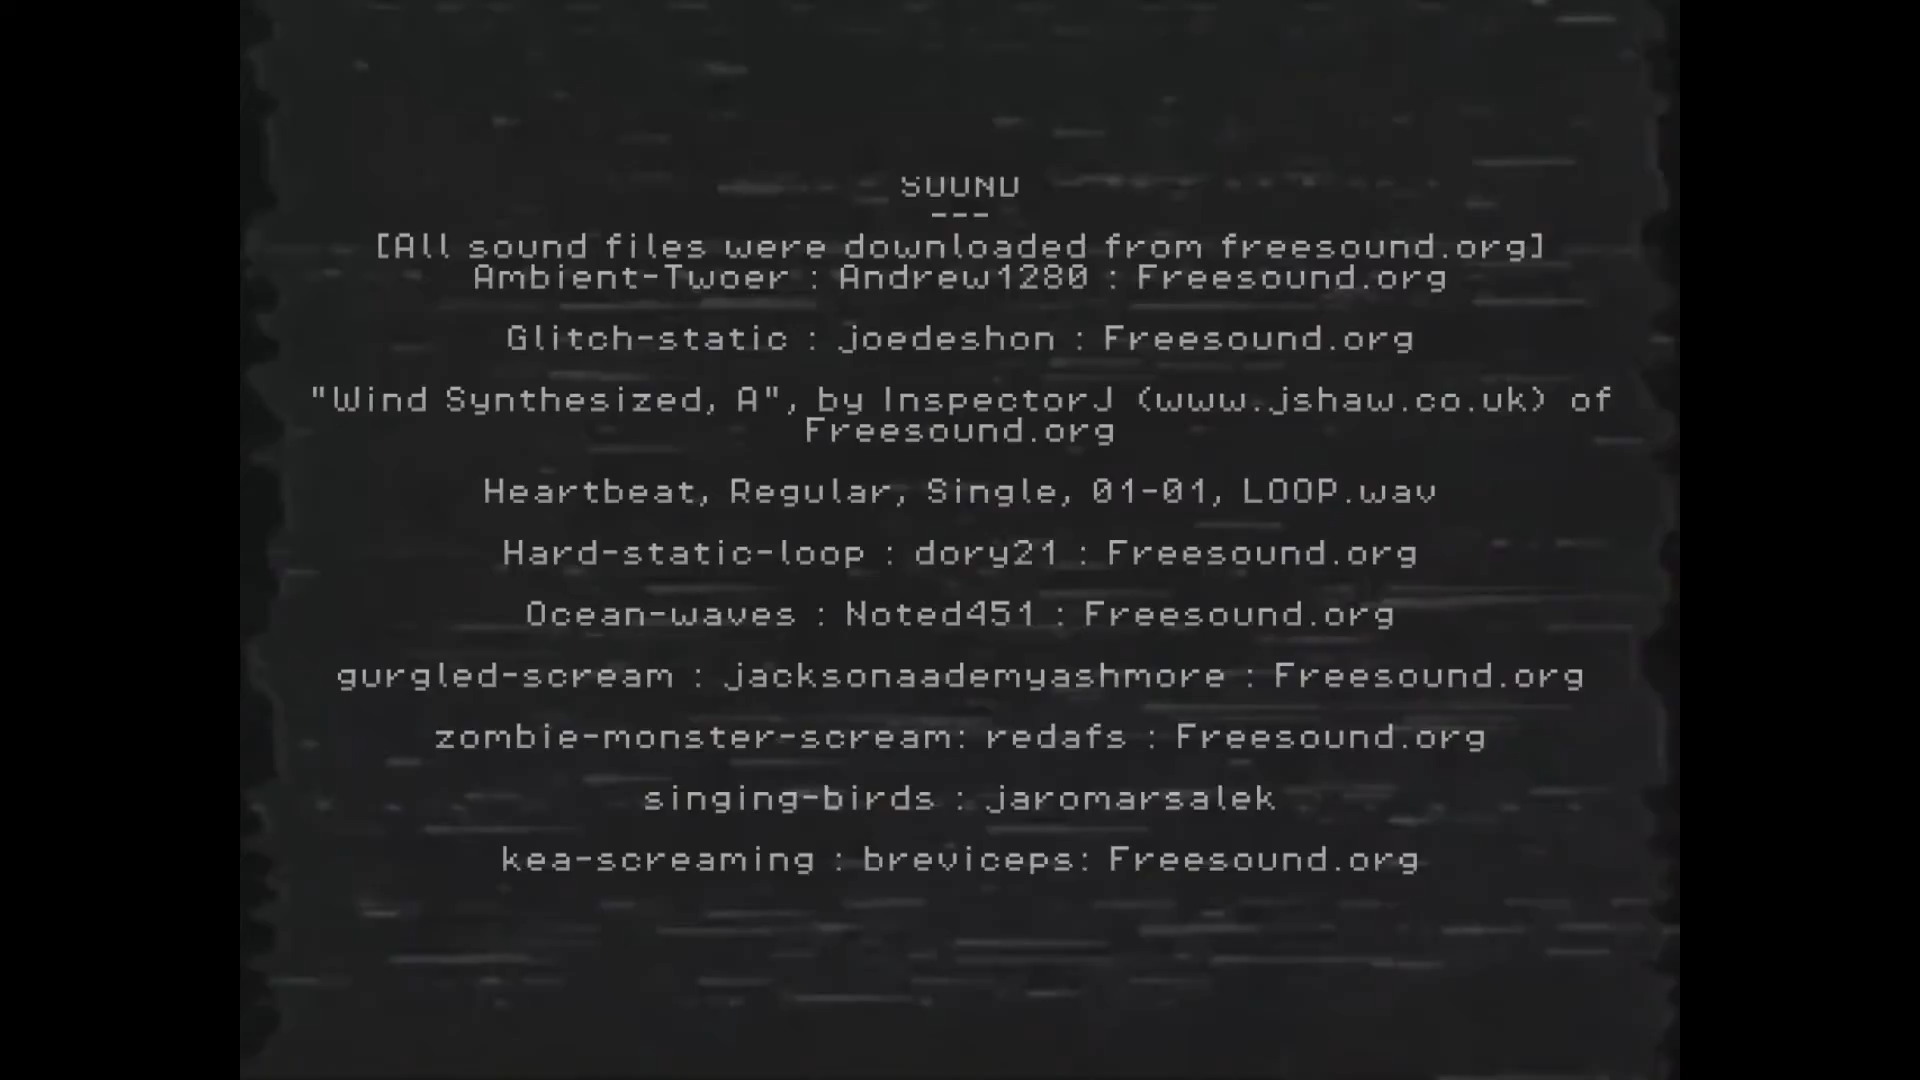 SOUND
---
[All sound files were downloaded from freesound.org]
Ambient-Twoer : Andrew1280 : Freesound.org
Glitch-static : joedeshon : Freesound.org
"Wind Synthesized, A", by InspectorJ (www.jshaw.co.uk) of
Freesound.org
Heartbeat, Regular, Single, 01-01, LOOP.wav
Hard-static-loop : dory21 : Freesound.org
Ocean-waves : Noted451 : Freesound.org
gurgled-scream : jacksonaademyashmore : Freesound.org
zombie-monster-scream: redafs : Freesound.org
singing-birds : jaromarsalek
kea-screaming : breviceps: Freesound.org